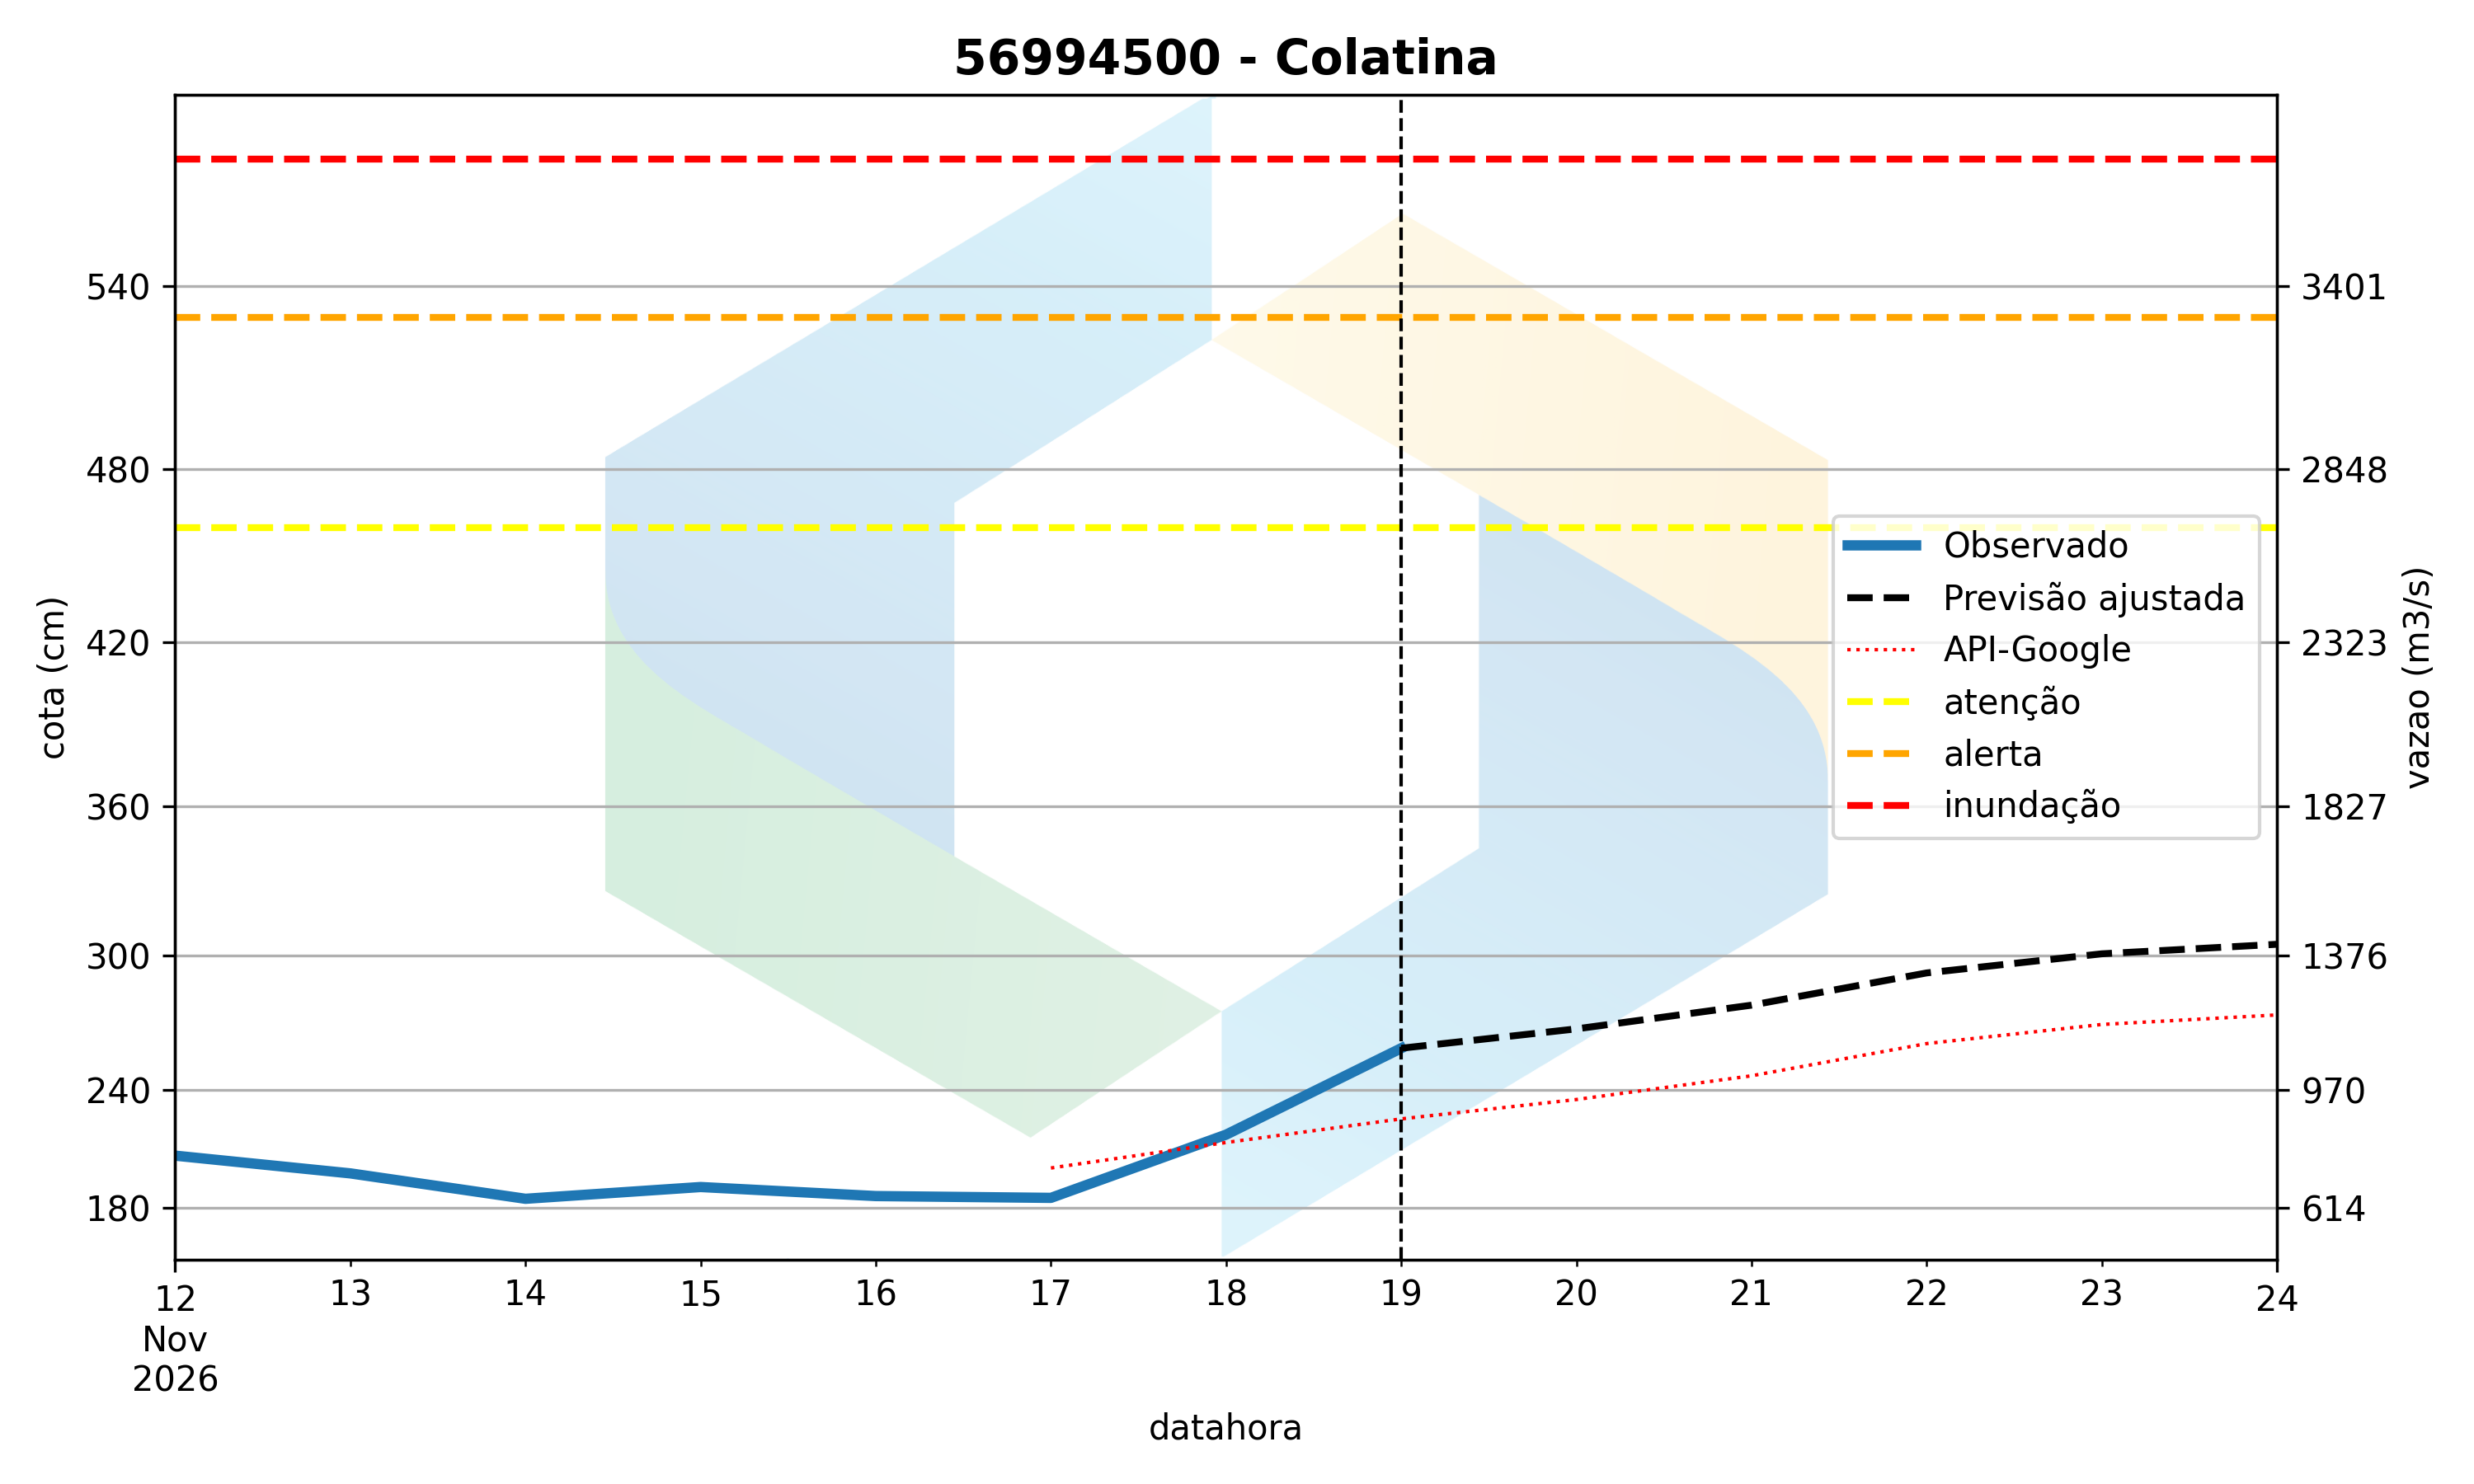 56994500 - Colatina
540
480
420
360
300
240
180
cota (cm)
3401
2848
2323
1827
1376
970
614
vazao (m3/s)
Observado
Previsão ajustada
API-Google
atenção
alerta
inundação
12 13 14 15 16 17 18 19 20 21 22 23 24
Nov
2026
datahora